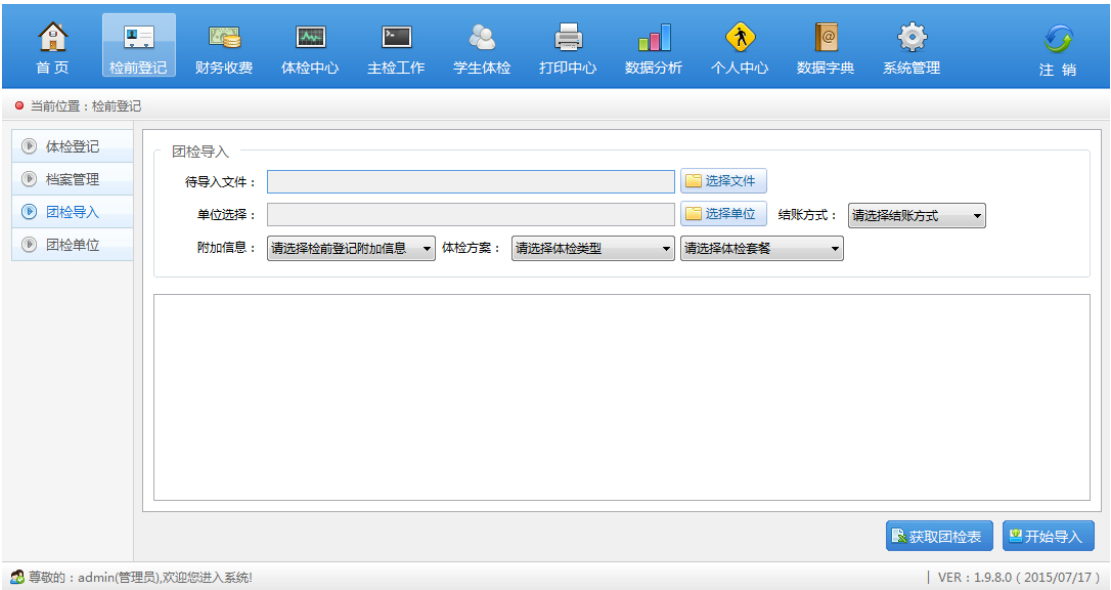 首 页 检前登记 财务收费 体检中心 主检工作 学生体检 打印中心 数据分析 个人中心 数据字典 系统管理 注 销
当前位置：检前登记
体检登记
档案管理
团检导入
团检单位
团检导入
待导入文件： 选择文件
单位选择： 选择单位 结账方式： 请选择结账方式
附加信息： 请选择检前登记附加信息 体检方案： 请选择体检类型 请选择体检套餐
获取团检表 开始导入
尊敬的：admin(管理员),欢迎您进入系统! | VER：1.9.8.0 ( 2015/07/17 )